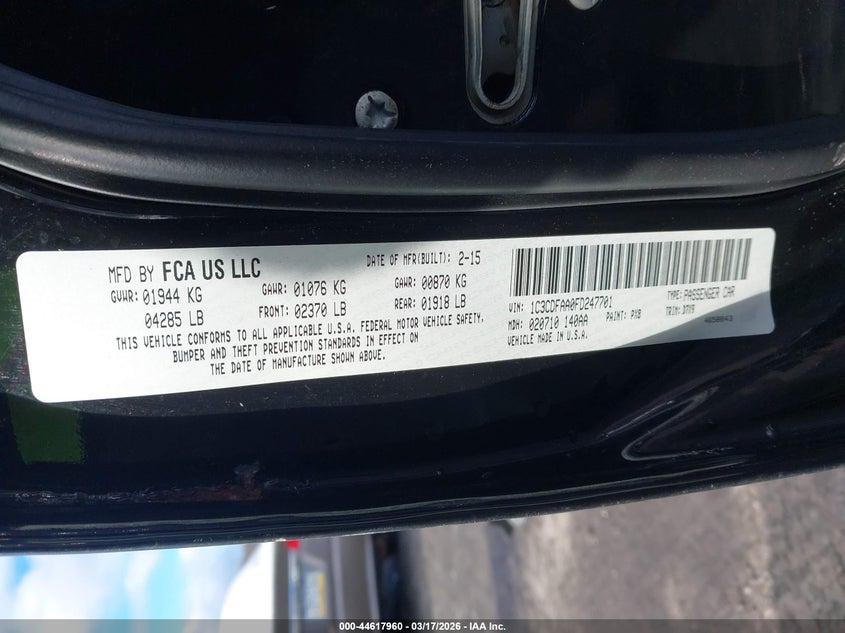 MFD BY FCA US LLC
DATE OF MFR(BUILT): 2-15
GVWR: 01944 KG
04285 LB
GAWR: 01076 KG
FRONT: 02370 LB
GAWR: 00870 KG
REAR: 01918 LB
THIS VEHICLE CONFORMS TO ALL APPLICABLE U.S.A. FEDERAL MOTOR VEHICLE SAFETY,
BUMPER AND THEFT PREVENTION STANDARDS IN EFFECT ON
THE DATE OF MANUFACTURE SHOWN ABOVE.
VIN: 1C3CDFAA0FD247701
TYPE: PASSENGER CAR
MDH: 020710 140AA
PAINT: PXB
VEHICLE MADE IN U.S.A.
000-44617960 - 03/17/2026 - IAA Inc.